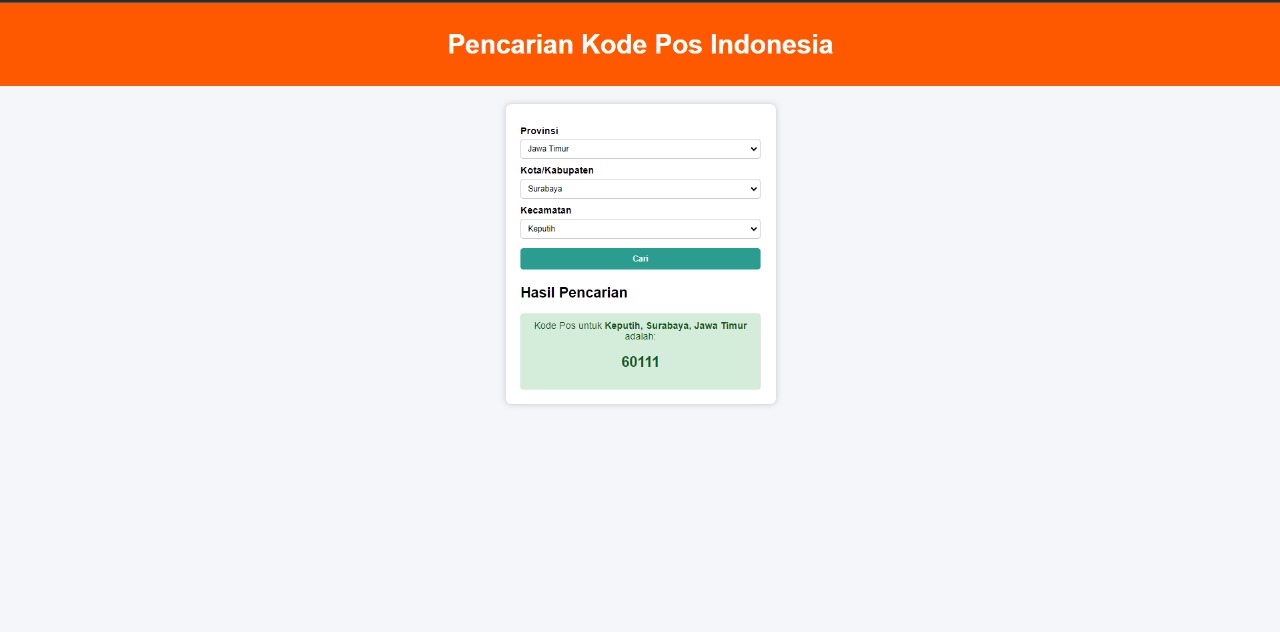 Pencarian Kode Pos Indonesia
Provinsi
Jawa Timur
Kota/Kabupaten
Surabaya
Kecamatan
Keputih
Cari
Hasil Pencarian
Kode Pos untuk Keputih, Surabaya, Jawa Timur
adalah:
60111